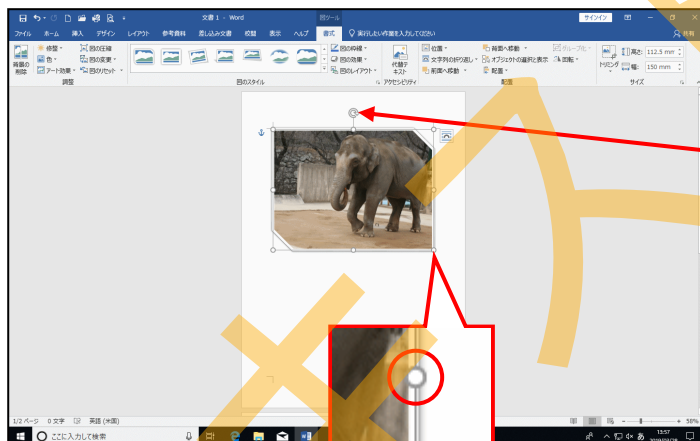 文書 1 - Word
図ツール
サインイン
ファイル ホーム 挿入 デザイン レイアウト 参考資料 差し込み文書 校閲 表示 ヘルプ 書式 実行したい作業を入力してください 共有
背景の削除 修整 色 アート効果 図の圧縮 図の変更 図のリセット
図の枠線 図の効果 図のレイアウト
代替テキスト
位置 文字列の折り返し 前面へ移動 背面へ移動 オブジェクトの選択と表示 配置 グループ化 回転
トリミング 高さ: 112.5 mm
幅: 150 mm
調整 図のスタイル アクセシビリティ 配置 サイズ
1/2 ページ 0 文字 英語 (米国) 59%
ここに入力して検索
あ 13:57